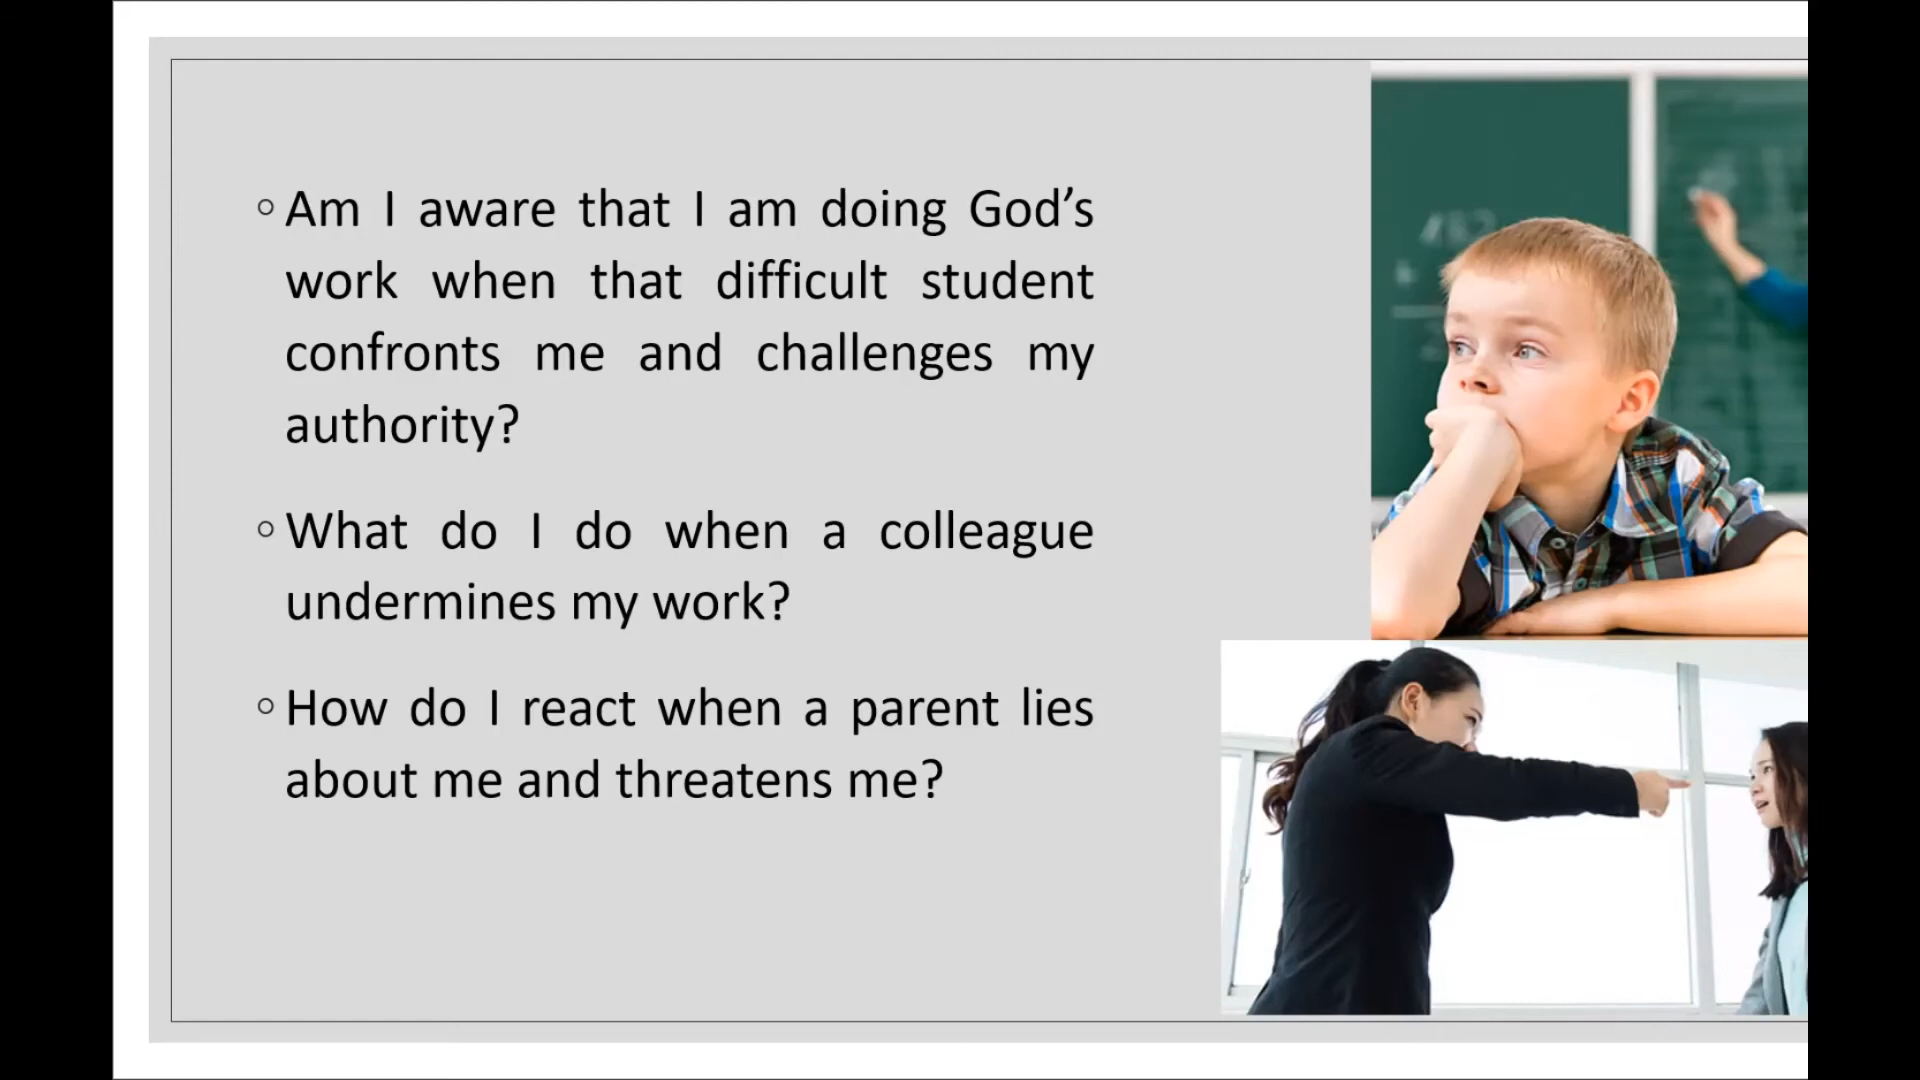 ◦ Am I aware that I am doing God’s
work when that difficult student
confronts me and challenges my
authority?
◦ What do I do when a colleague
undermines my work?
◦ How do I react when a parent lies
about me and threatens me?